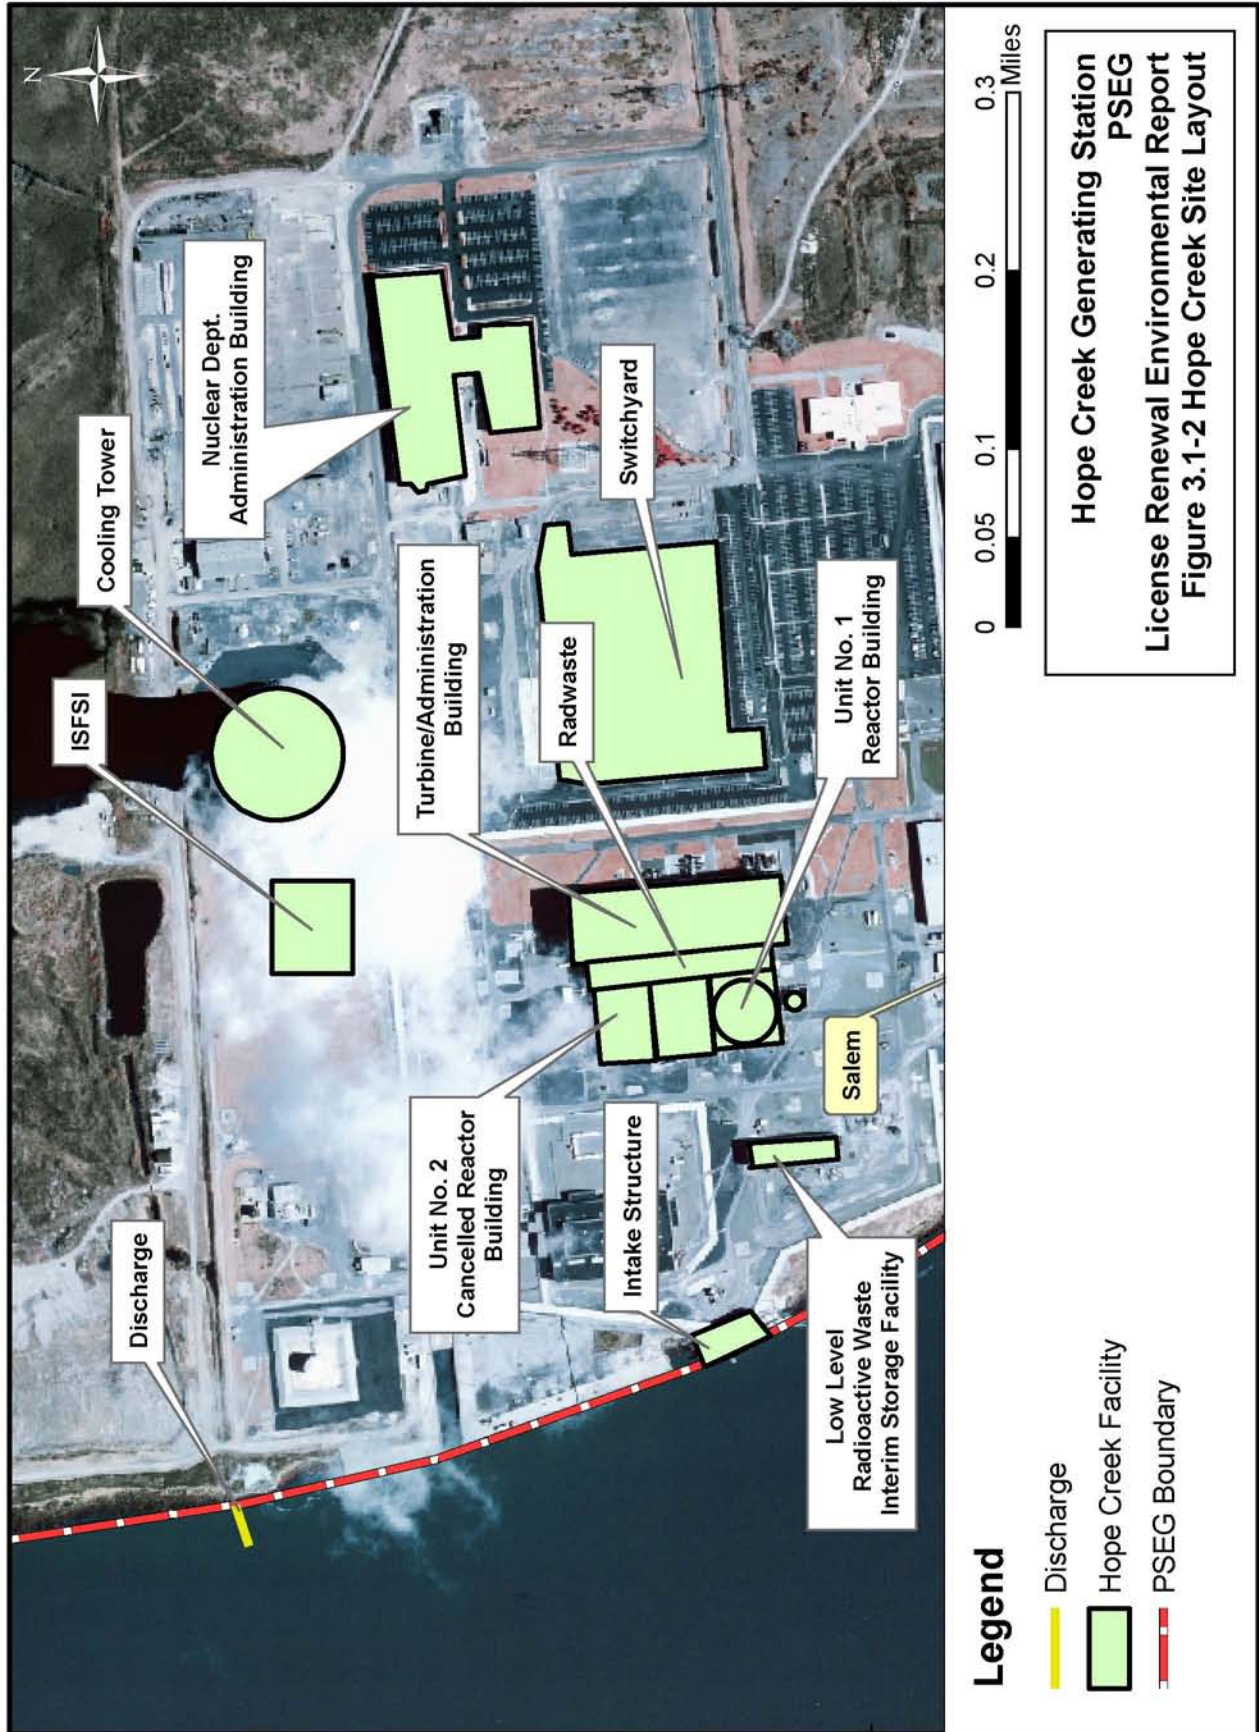 N
Discharge
ISFSI
Cooling Tower
Nuclear Dept.
Administration Building
Unit No. 2
Cancelled Reactor
Building
Turbine/Administration
Building
Intake Structure
Radwaste
Switchyard
Low Level
Radioactive Waste
Interim Storage Facility
Salem
Unit No. 1
Reactor Building
Legend
Discharge
Hope Creek Facility
PSEG Boundary
0 0.05 0.1 0.2 0.3
Miles
Hope Creek Generating Station
PSEG
License Renewal Environmental Report
Figure 3.1-2 Hope Creek Site Layout